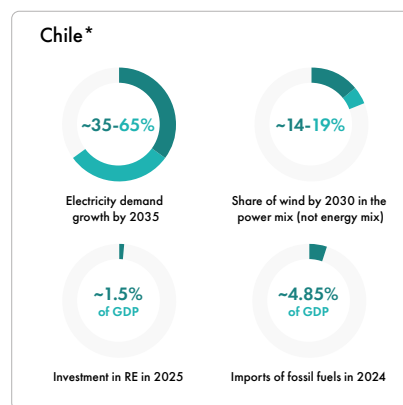 Chile*
~35-65%
~14-19%
Electricity demand
growth by 2035
Share of wind by 2030 in the
power mix (not energy mix)
~1.5%
of GDP
~4.85%
of GDP
Investment in RE in 2025
Imports of fossil fuels in 2024